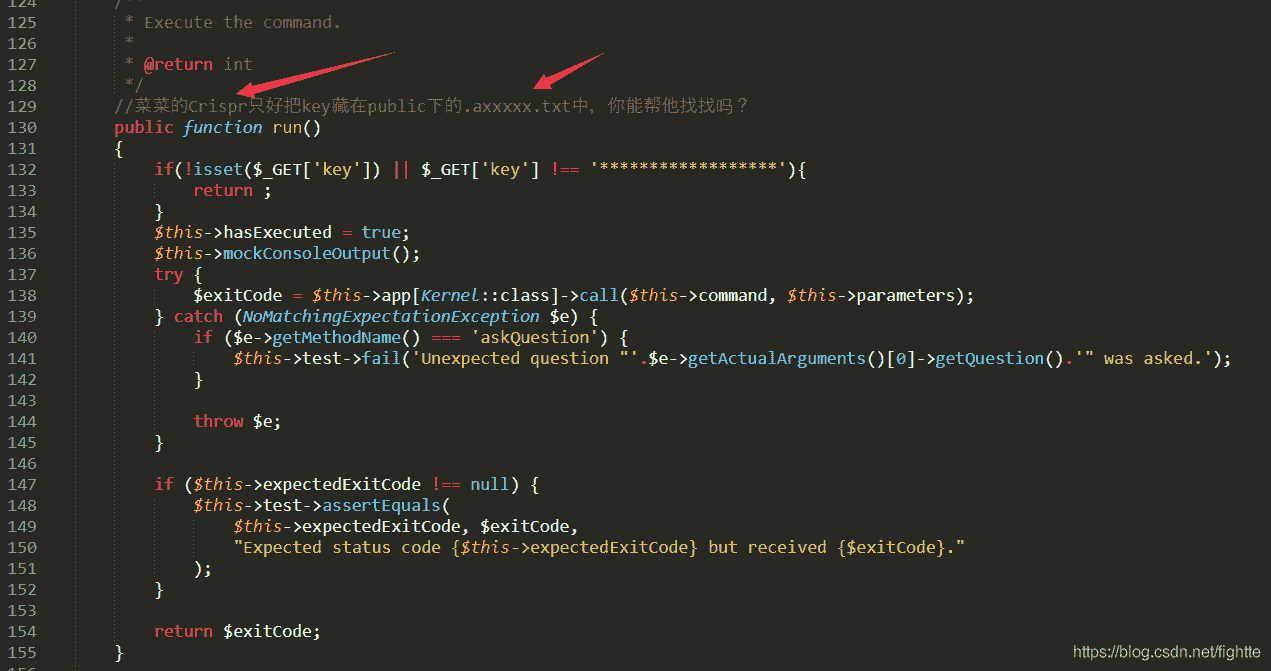 124 /**
125 * Execute the command.
126 *
127 * @return int
128 */
129 //菜菜的Crispr只好把key藏在public下的.axxxxx.txt中，你能帮他找找吗？
130 public function run()
131 {
132 if(!isset($_GET['key']) || $_GET['key'] !== '******************'){
133 return ;
134 }
135 $this->hasExecuted = true;
136 $this->mockConsoleOutput();
137 try {
138 $exitCode = $this->app[Kernel::class]->call($this->command, $this->parameters);
139 } catch (NoMatchingExpectationException $e) {
140 if ($e->getMethodName() === 'askQuestion') {
141 $this->test->fail('Unexpected question "'.$e->getActualArguments()[0]->getQuestion().'" was asked.');
142 }
143
144 throw $e;
145 }
146
147 if ($this->expectedExitCode !== null) {
148 $this->test->assertEquals(
149 $this->expectedExitCode, $exitCode,
150 "Expected status code {$this->expectedExitCode} but received {$exitCode}."
151 );
152 }
153
154 return $exitCode;
155 }
156
https://blog.csdn.net/fightte